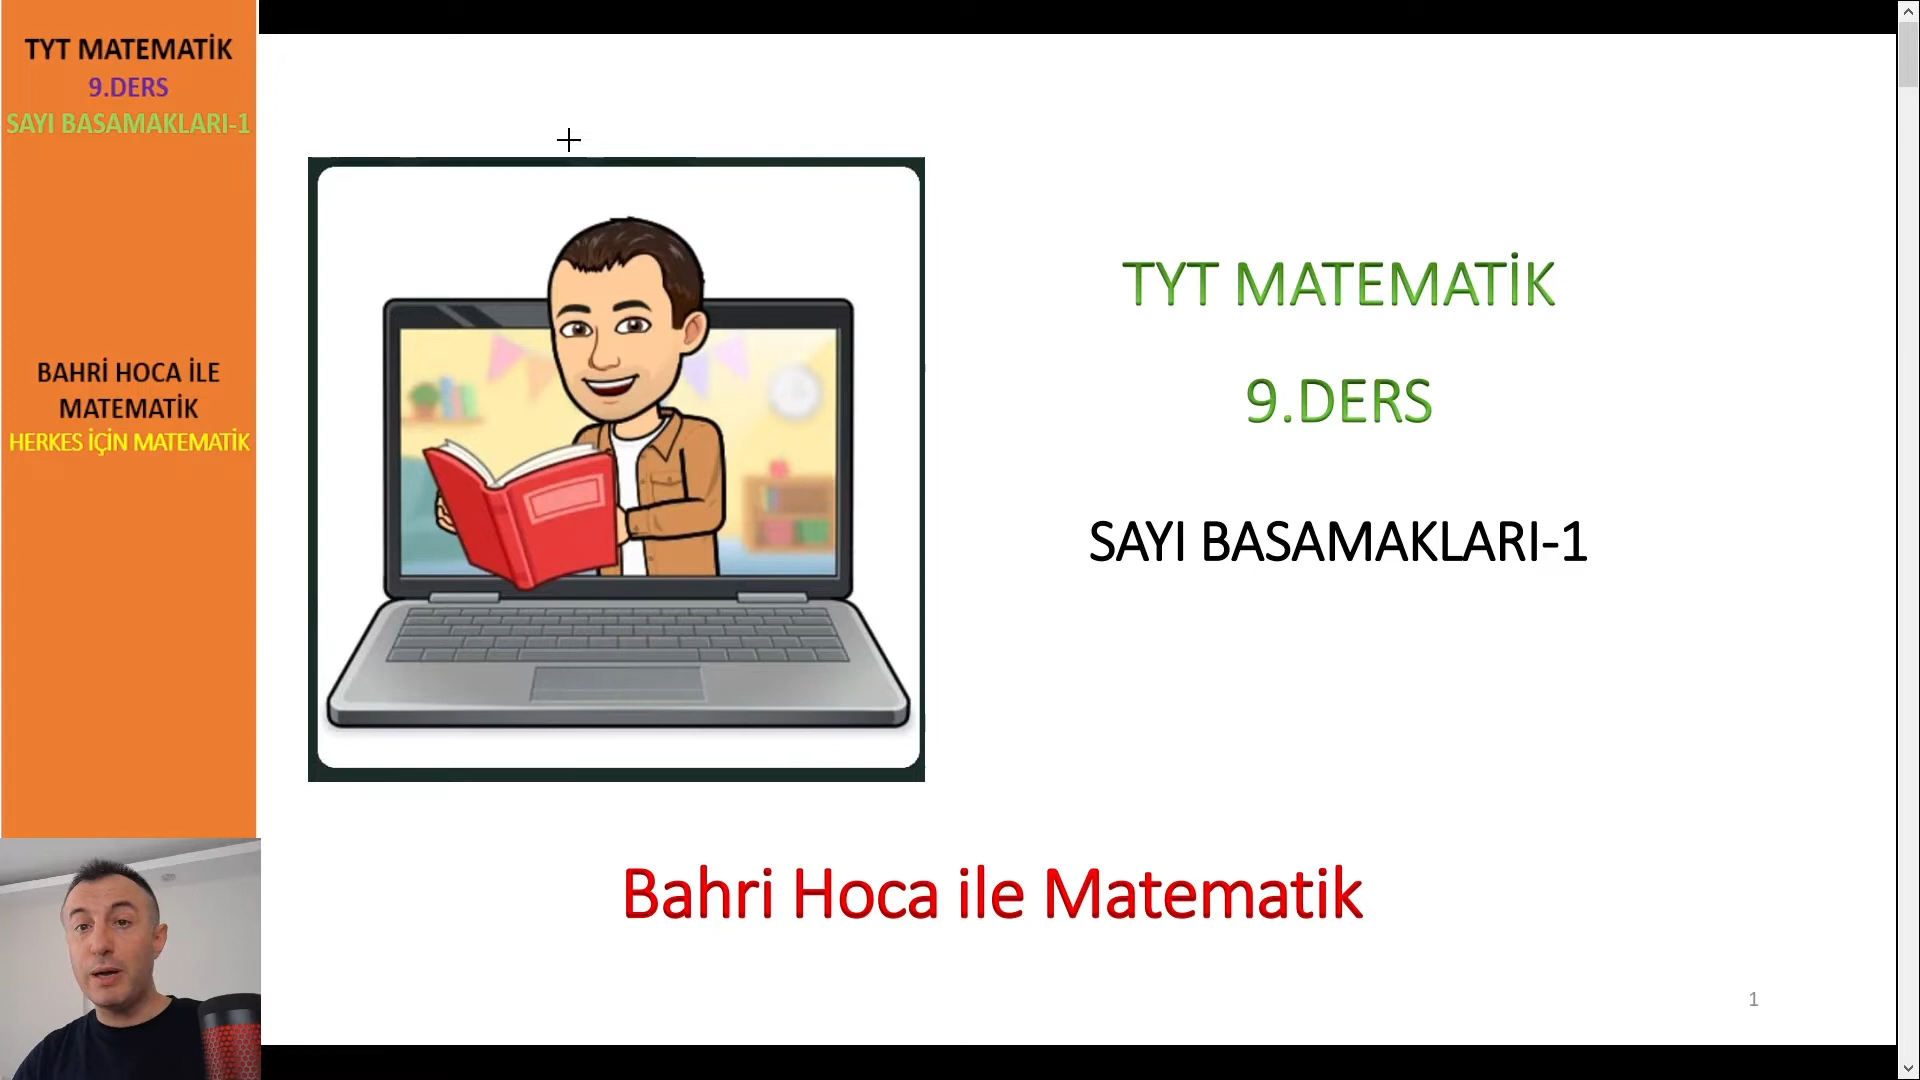 TYT MATEMATİK
9.DERS
SAYI BASAMAKLARI-1
BAHRİ HOCA İLE
MATEMATİK
HERKES İÇİN MATEMATİK
TYT MATEMATİK
9.DERS
SAYI BASAMAKLARI-1
Bahri Hoca ile Matematik
1